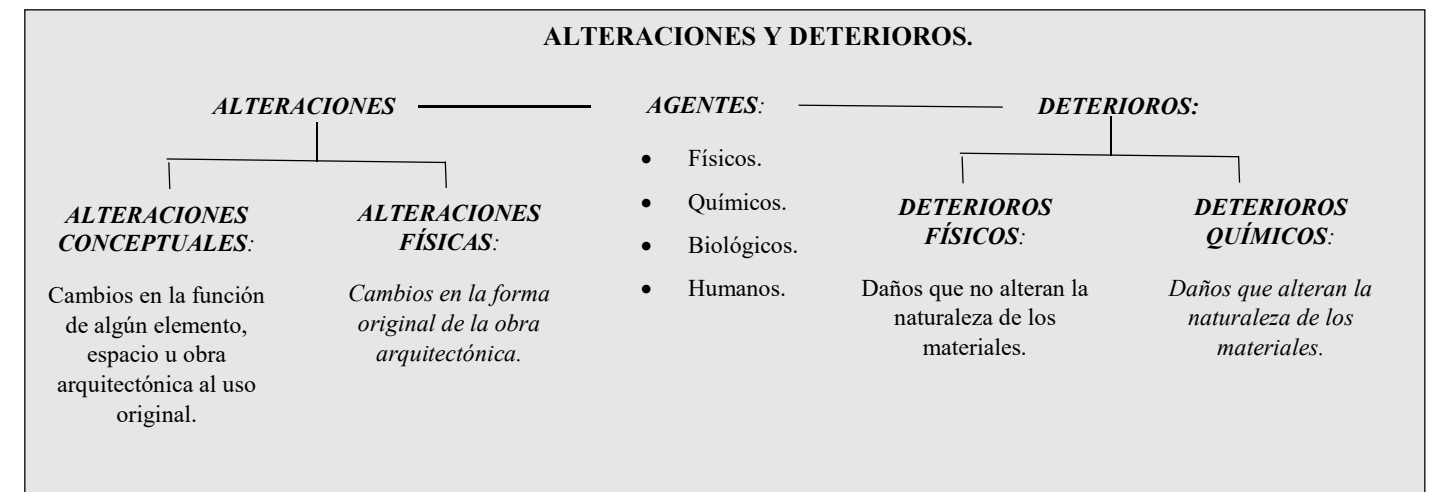 ALTERACIONES Y DETERIOROS.
ALTERACIONES
AGENTES:
DETERIOROS:
ALTERACIONES
CONCEPTUALES:
Cambios en la función
de algún elemento,
espacio u obra
arquitectónica al uso
original.
ALTERACIONES
FÍSICAS:
Cambios en la forma
original de la obra
arquitectónica.
• Físicos.
• Químicos.
• Biológicos.
• Humanos.
DETERIOROS
FÍSICOS:
Daños que no alteran la
naturaleza de los
materiales.
DETERIOROS
QUÍMICOS:
Daños que alteran la
naturaleza de los
materiales.